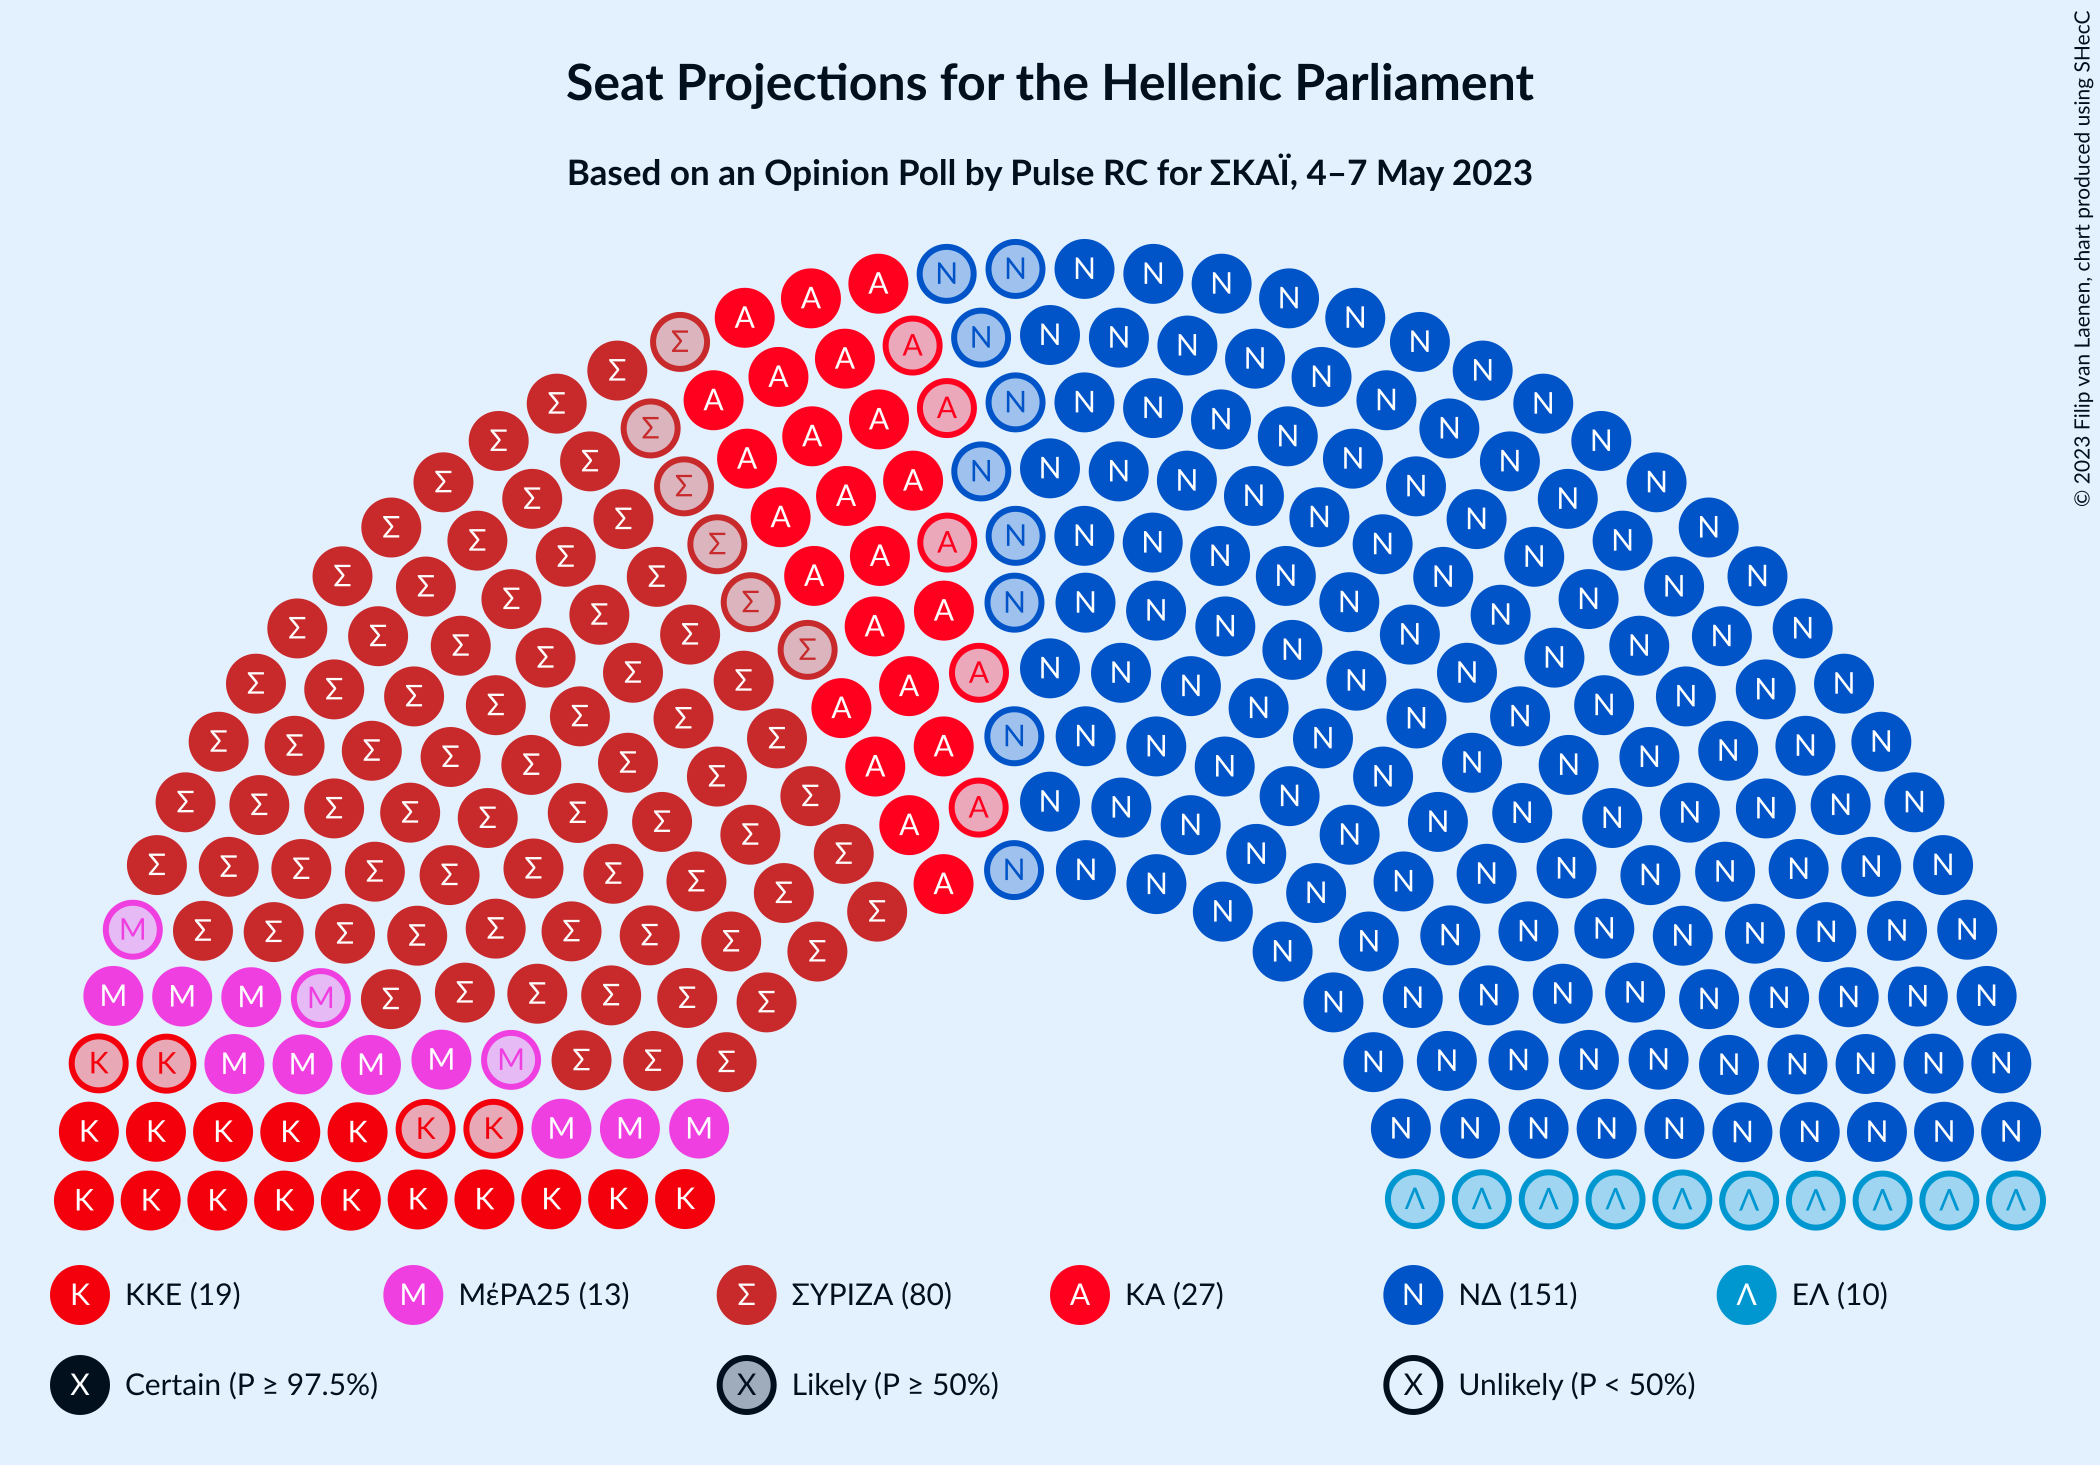 Seat Projections for the Hellenic Parliament
Based on an Opinion Poll by Pulse RC for ΣΚΑΪ, 4–7 May 2023
© 2023 Filip van Laenen, chart produced using SHecC
Κ ΚΚΕ (19) Μ ΜέΡΑ25 (13) Σ ΣΥΡΙΖΑ (80) Α ΚΑ (27) Ν ΝΔ (151) Λ ΕΛ (10)
X Certain (P ≥ 97.5%) X Likely (P ≥ 50%) X Unlikely (P < 50%)